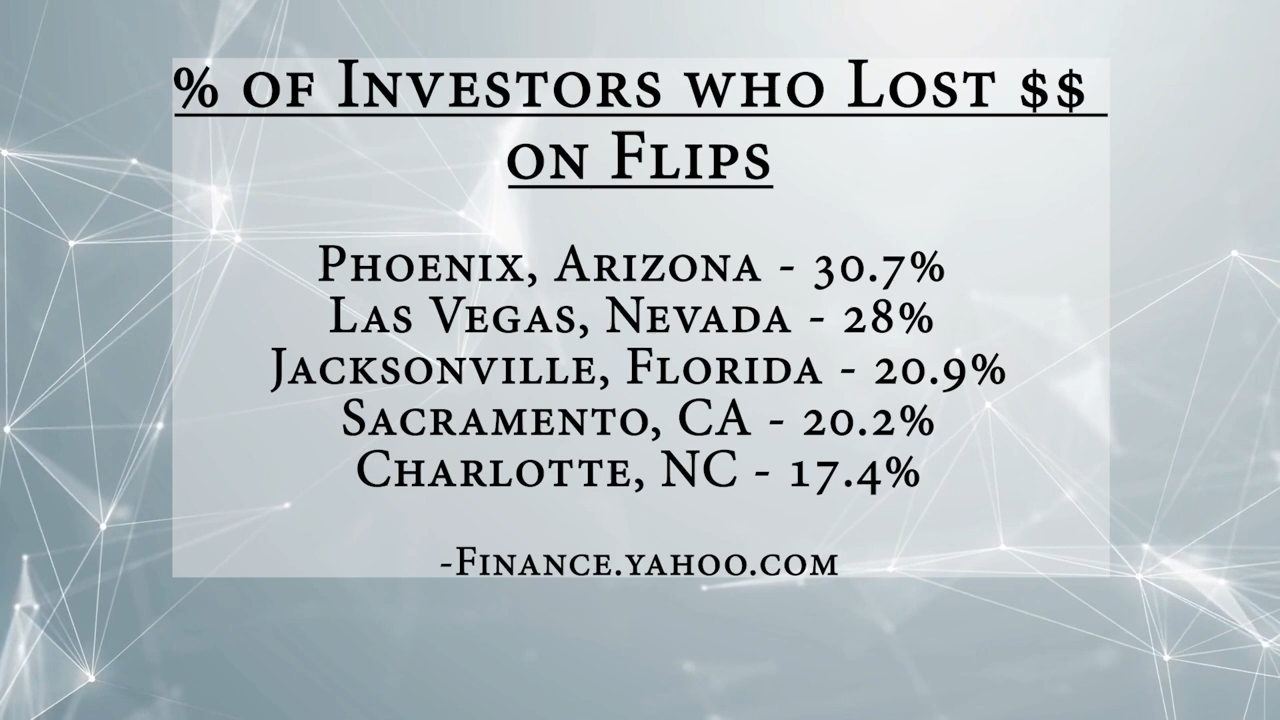 % of Investors who Lost $$
on Flips
Phoenix, Arizona - 30.7%
Las Vegas, Nevada - 28%
Jacksonville, Florida - 20.9%
Sacramento, CA - 20.2%
Charlotte, NC - 17.4%
-Finance.yahoo.com